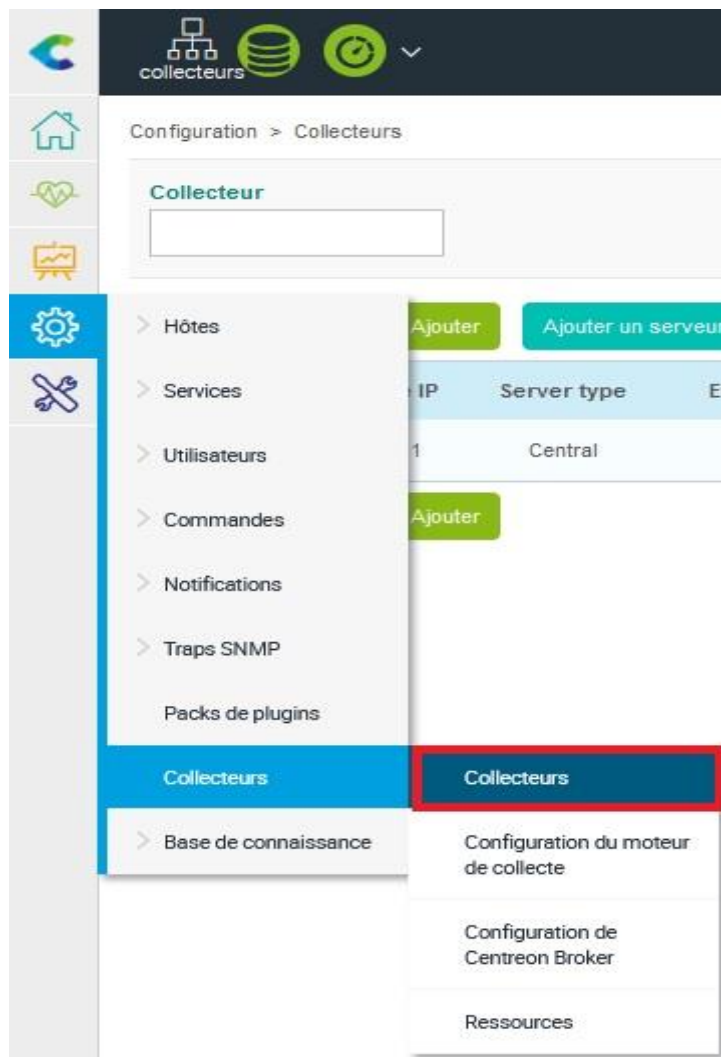 collecteurs
Configuration > Collecteurs
Collecteur
Ajouter
Ajouter un serveur
IP
Server type
E
1
Central
Ajouter
Hôtes
Services
Utilisateurs
Commandes
Notifications
Traps SNMP
Packs de plugins
Collecteurs
Base de connaissance
Collecteurs
Configuration du moteur
de collecte
Configuration de
Centreon Broker
Ressources